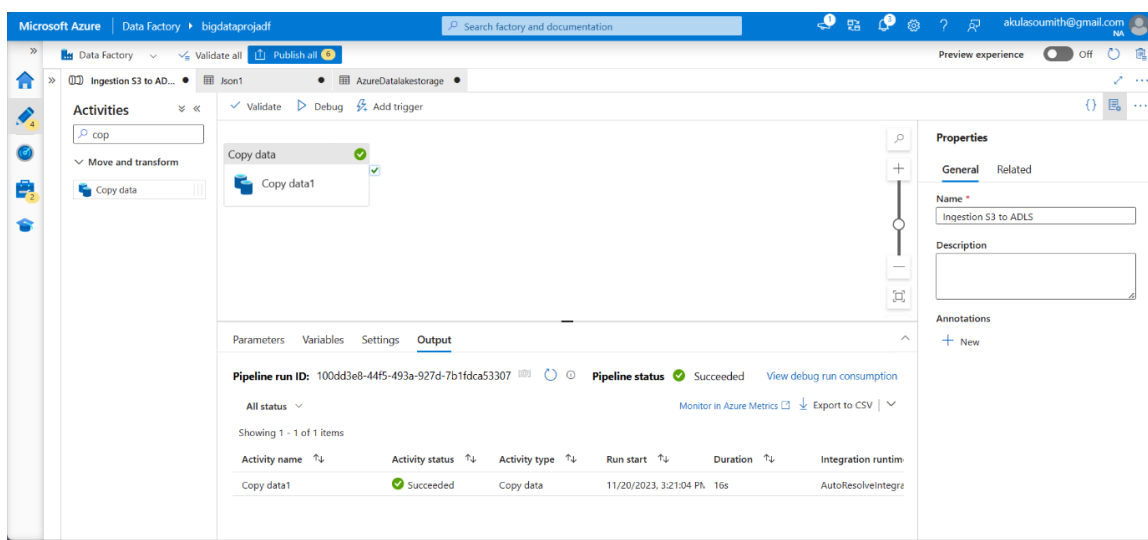 Microsoft Azure Data Factory bigdataprojadf Search factory and documentation 1 3 akulasoumith@gmail.com
NA
Data Factory Validate all Publish all 6 Preview experience Off
Ingestion S3 to AD... Json1 AzureDatalakestorage
Activities
cop
Move and transform
Copy data
4
2
Validate Debug Add trigger
Copy data
Copy data1
Parameters Variables Settings Output
Pipeline run ID: 100dd3e8-44f5-493a-927d-7b1fdca53307 Pipeline status Succeeded View debug run consumption
All status Monitor in Azure Metrics Export to CSV
Showing 1 - 1 of 1 items
Activity name Activity status Activity type Run start Duration Integration runtim
Copy data1 Succeeded Copy data 11/20/2023, 3:21:04 PM 16s AutoResolveIntegra
Properties
General Related
Name *
Ingestion S3 to ADLS
Description
Annotations
New